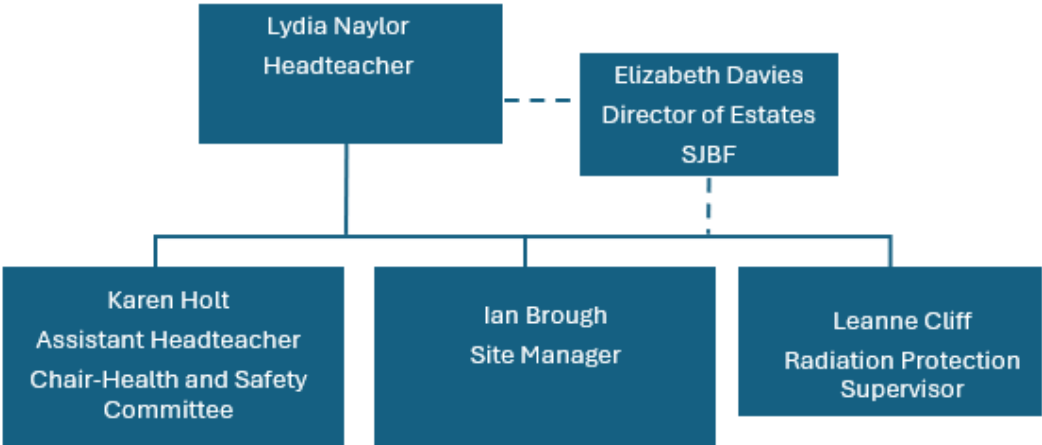 Lydia Naylor
Headteacher
Elizabeth Davies
Director of Estates
SJBF
Karen Holt
Assistant Headteacher
Chair-Health and Safety
Committee
Ian Brough
Site Manager
Leanne Cliff
Radiation Protection
Supervisor